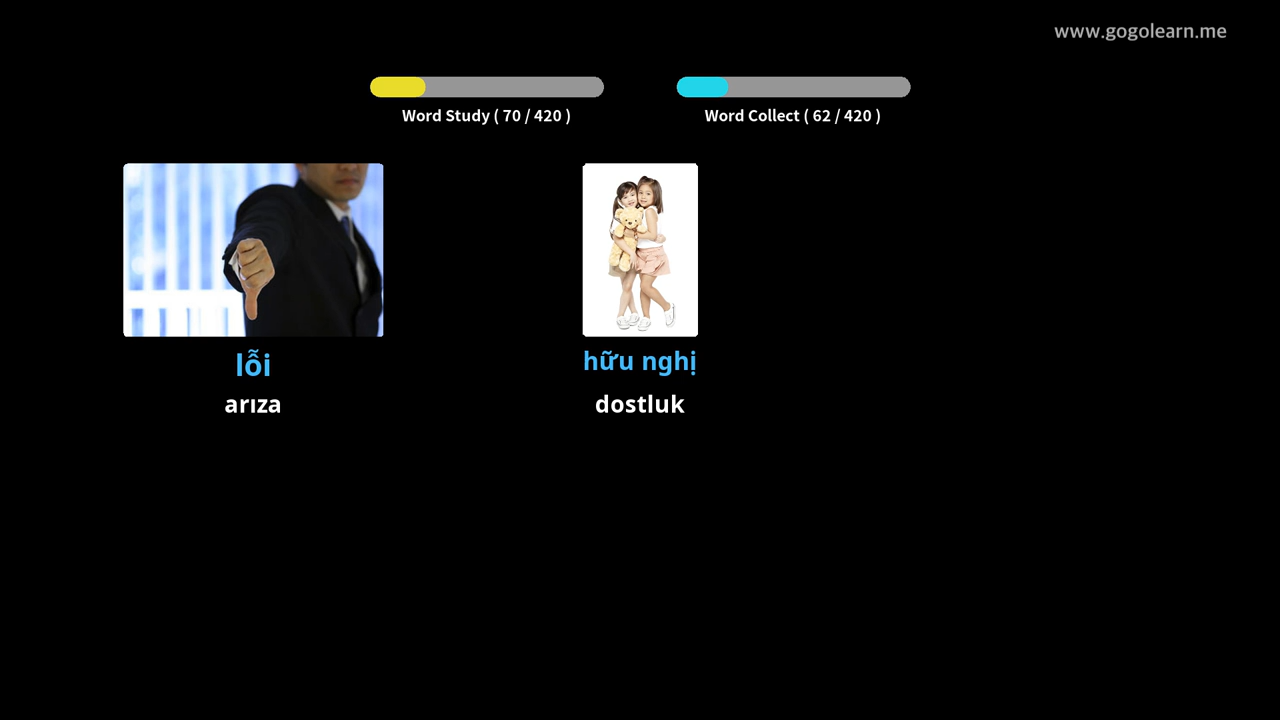 www.gogolearn.me
Word Study ( 70 / 420 )
Word Collect ( 62 / 420 )
lỗi
arıza
hữu nghị
dostluk